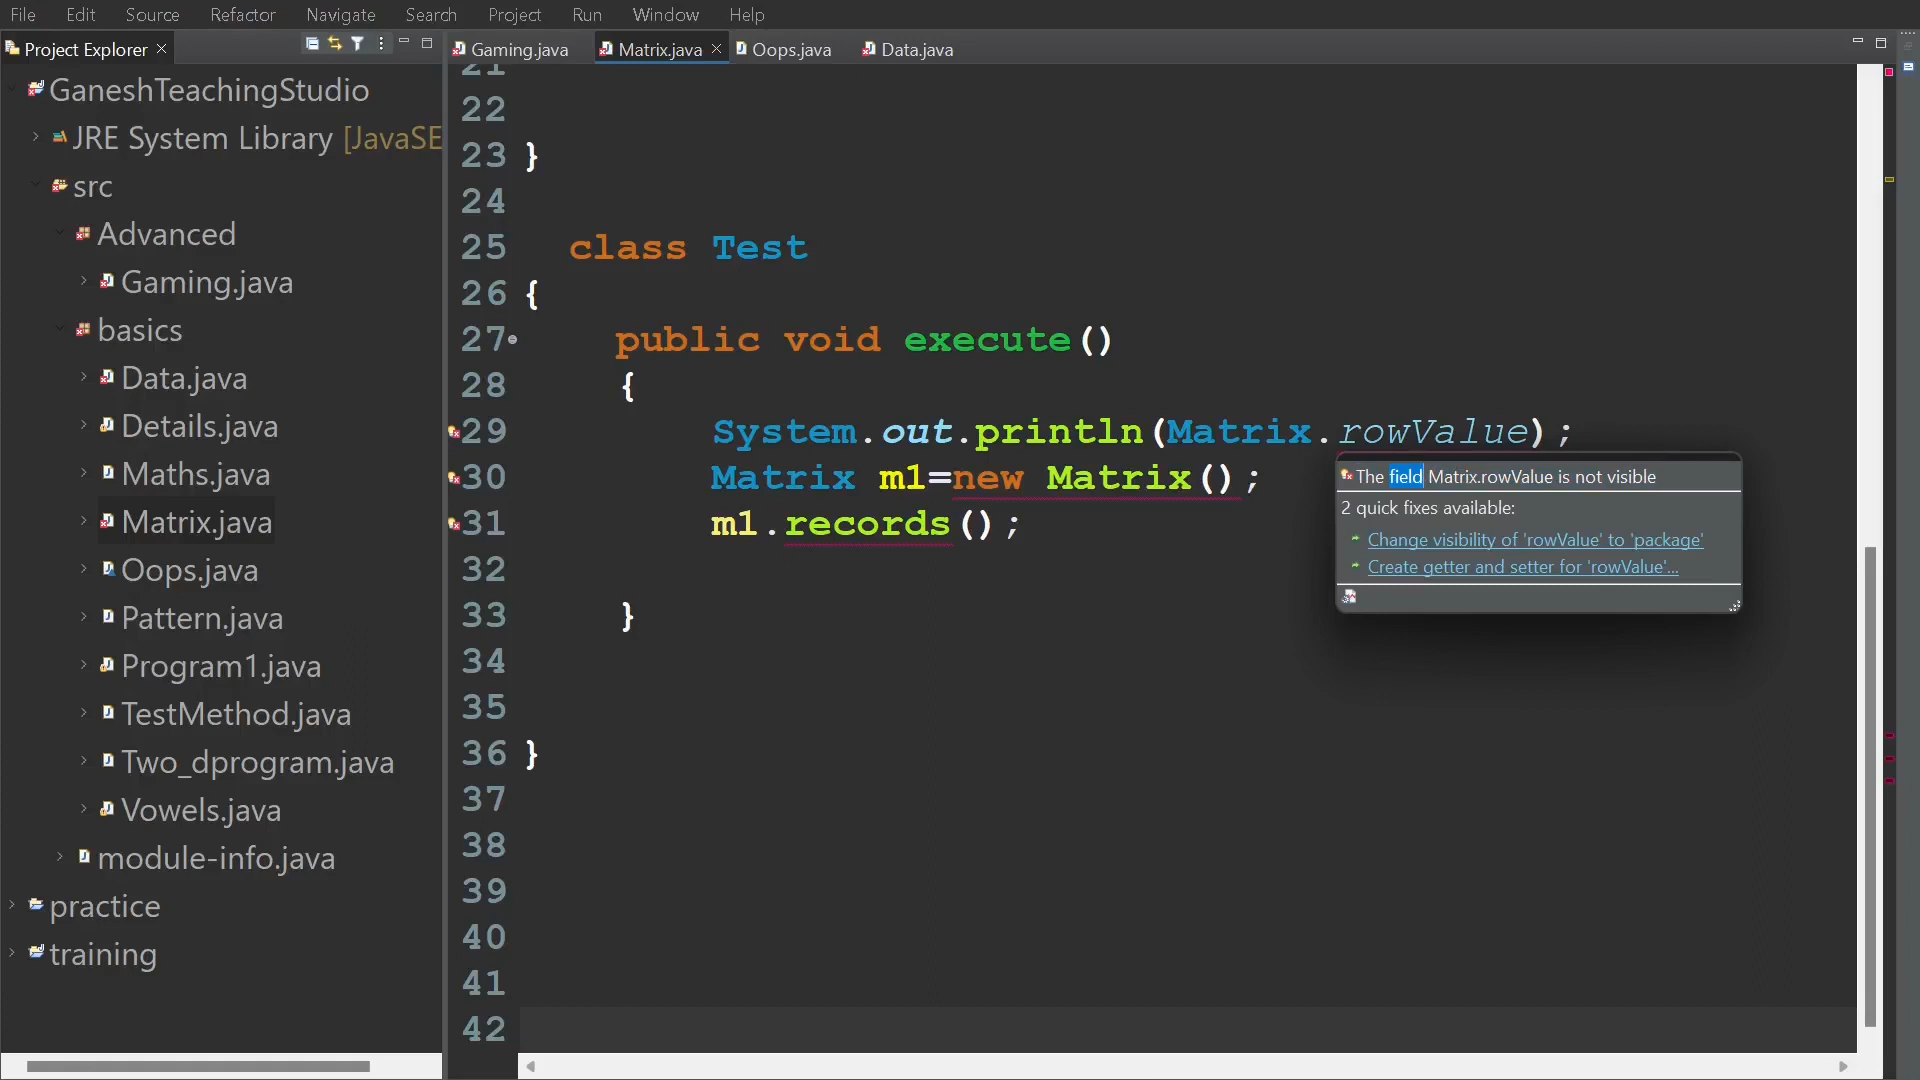 File Edit Source Refactor Navigate Search Project Run Window Help
Project Explorer
Gaming.java Matrix.java Oops.java Data.java
GaneshTeachingStudio
JRE System Library [JavaSE
src
Advanced
Gaming.java
basics
Data.java
Details.java
Maths.java
Matrix.java
Oops.java
Pattern.java
Program1.java
TestMethod.java
Two_dprogram.java
Vowels.java
module-info.java
practice
training
21
22
23 }
24
25 class Test
26 {
27 public void execute()
28 {
29 System.out.println(Matrix.rowValue);
30 Matrix m1=new Matrix();
31 m1.records();
32
33 }
34
35
36 }
37
38
39
40
41
42
The field Matrix.rowValue is not visible
2 quick fixes available:
Change visibility of 'rowValue' to 'package'
Create getter and setter for 'rowValue'...